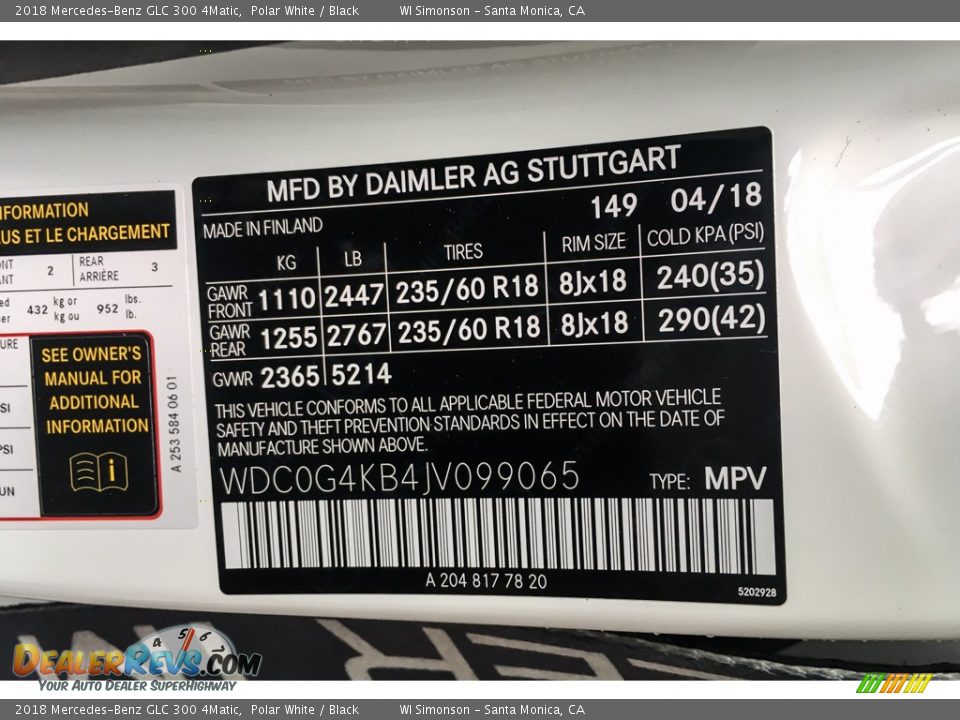 2018 Mercedes-Benz GLC 300 4Matic, Polar White / Black WI Simonson - Santa Monica, CA
MFD BY DAIMLER AG STUTTGART
149 04/18
MADE IN FINLAND
KG LB TIRES RIM SIZE COLD KPA (PSI)
GAWR FRONT 1110 2447 235/60 R18 8Jx18 240(35)
GAWR REAR 1255 2767 235/60 R18 8Jx18 290(42)
GVWR 2365 5214
THIS VEHICLE CONFORMS TO ALL APPLICABLE FEDERAL MOTOR VEHICLE
SAFETY AND THEFT PREVENTION STANDARDS IN EFFECT ON THE DATE OF
MANUFACTURE SHOWN ABOVE.
WDC0G4KB4JV099065 TYPE: MPV
A 204 817 78 20
5202928
ET LE CHARGEMENT
2 REAR 3
ARRIÈRE
432 kg or 952 lbs.
kg ou lb.
SEE OWNER'S
MANUAL FOR
ADDITIONAL
INFORMATION
i
A 253 584 06 01
4 5 6
DEALERREVS.COM
YOUR AUTO DEALER SUPERHIGHWAY
2018 Mercedes-Benz GLC 300 4Matic, Polar White / Black WI Simonson - Santa Monica, CA